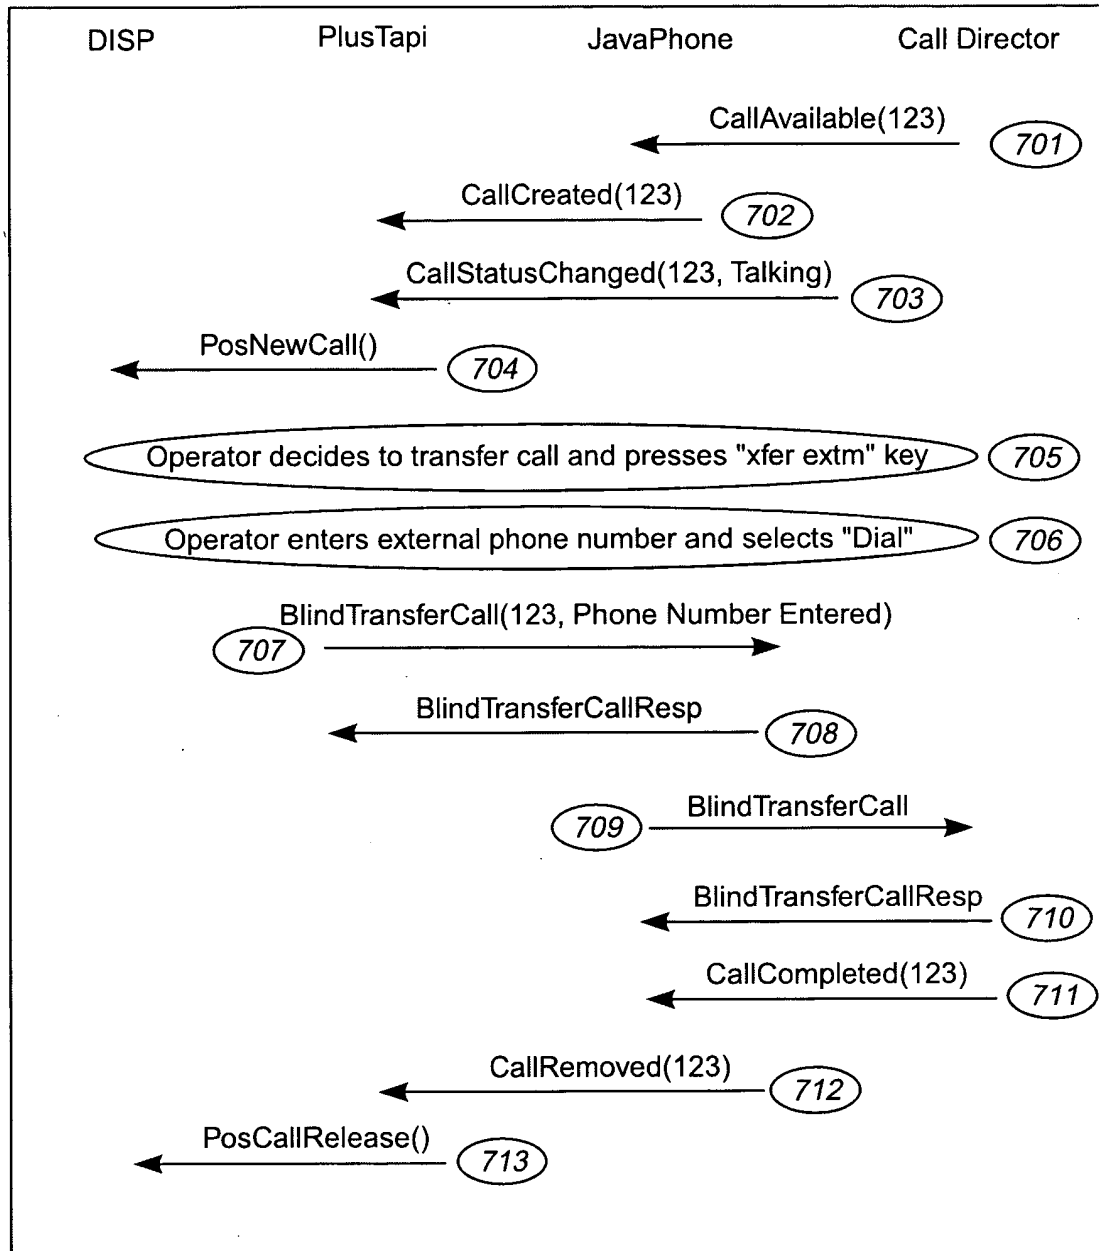 DISP PlusTapi JavaPhone Call Director
CallAvailable(123) 701
CallCreated(123) 702
CallStatusChanged(123, Talking) 703
PosNewCall() 704
Operator decides to transfer call and presses "xfer extm" key 705
Operator enters external phone number and selects "Dial" 706
BlindTransferCall(123, Phone Number Entered)
707
BlindTransferCallResp 708
709 BlindTransferCall
BlindTransferCallResp 710
CallCompleted(123) 711
CallRemoved(123) 712
PosCallRelease() 713